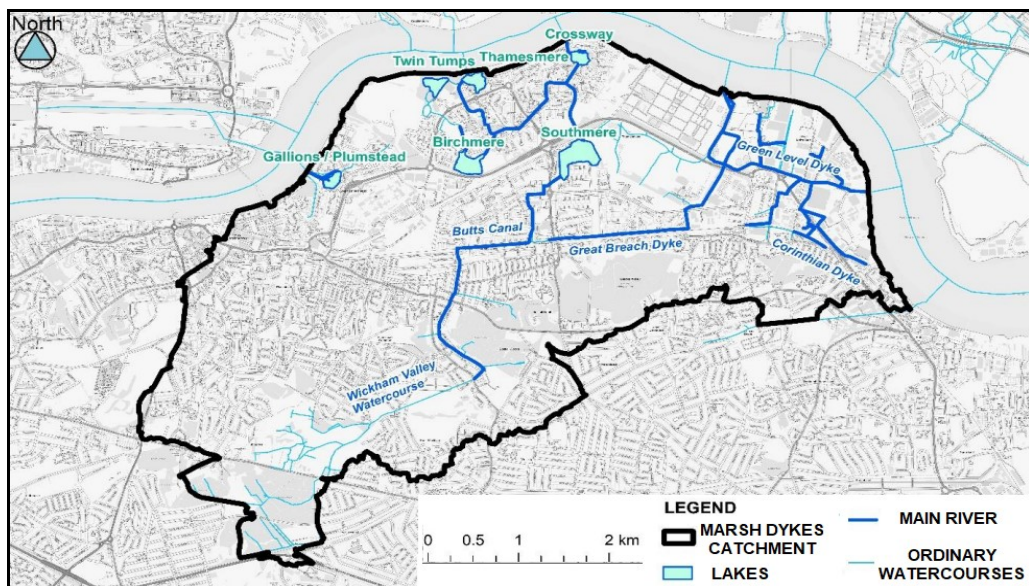 North
Crossway
Twin Tumps
Thamesmere
Birchmere
Southmere
Gallions / Plumstead
Green Level Dyke
Butts Canal
Great Breach Dyke
Corinthian Dyke
Wickham Valley
Watercourse
LEGEND
MARSH DYKES
CATCHMENT
LAKES
MAIN RIVER
ORDINARY
WATERCOURSES
0 0.5 1 2 km